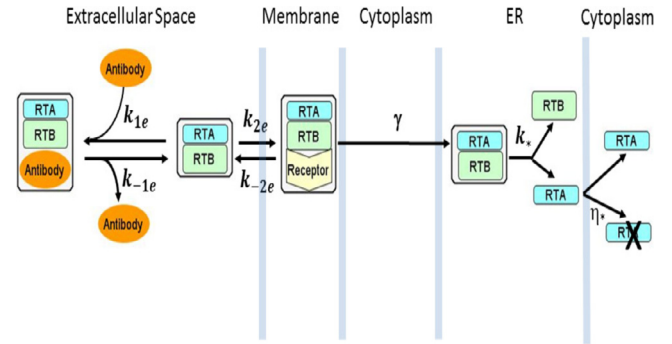 Extracellular Space
Membrane
Cytoplasm
ER
Cytoplasm
Antibody
k₁ₑ
RTA
RTB
Antibody
k₋₁ₑ
Antibody
RTA
RTB
k₂ₑ
k₋₂ₑ
RTA
RTB
Receptor
γ
RTA
RTB
k*
RTB
RTA
η*
RTA
RTA